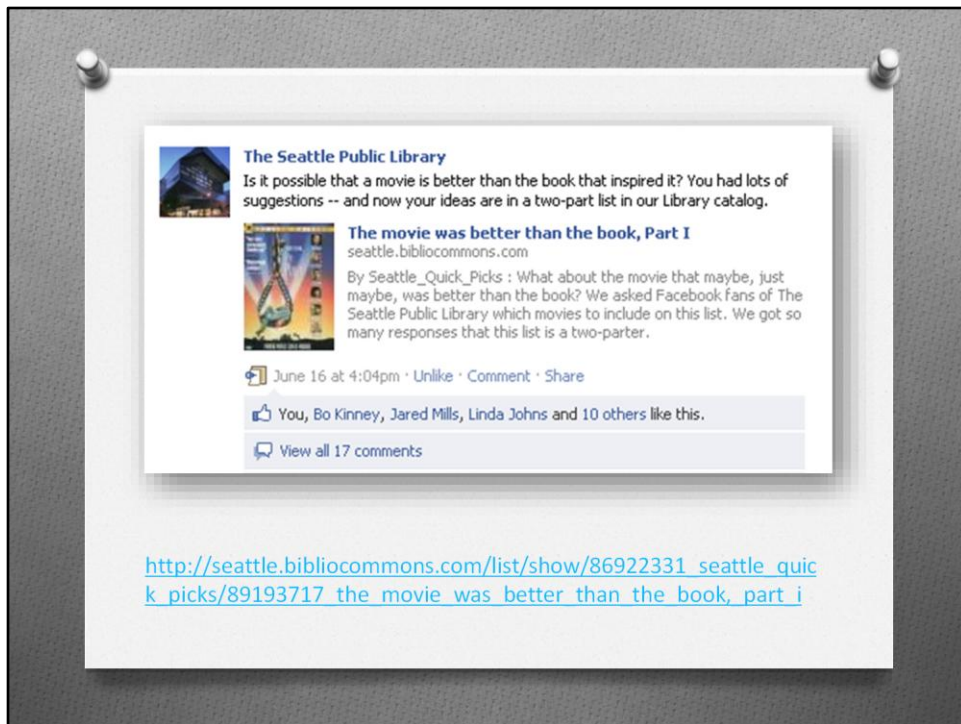 The Seattle Public Library
Is it possible that a movie is better than the book that inspired it? You had lots of
suggestions -- and now your ideas are in a two-part list in our Library catalog.
The movie was better than the book, Part I
seattle.bibliocommons.com
By Seattle_Quick_Picks : What about the movie that maybe, just
maybe, was better than the book? We asked Facebook fans of The
Seattle Public Library which movies to include on this list. We got so
many responses that this list is a two-parter.
June 16 at 4:04pm · Unlike · Comment · Share
You, Bo Kinney, Jared Mills, Linda Johns and 10 others like this.
View all 17 comments
http://seattle.bibliocommons.com/list/show/86922331_seattle_quic
k_picks/89193717_the_movie_was_better_than_the_book,_part_i